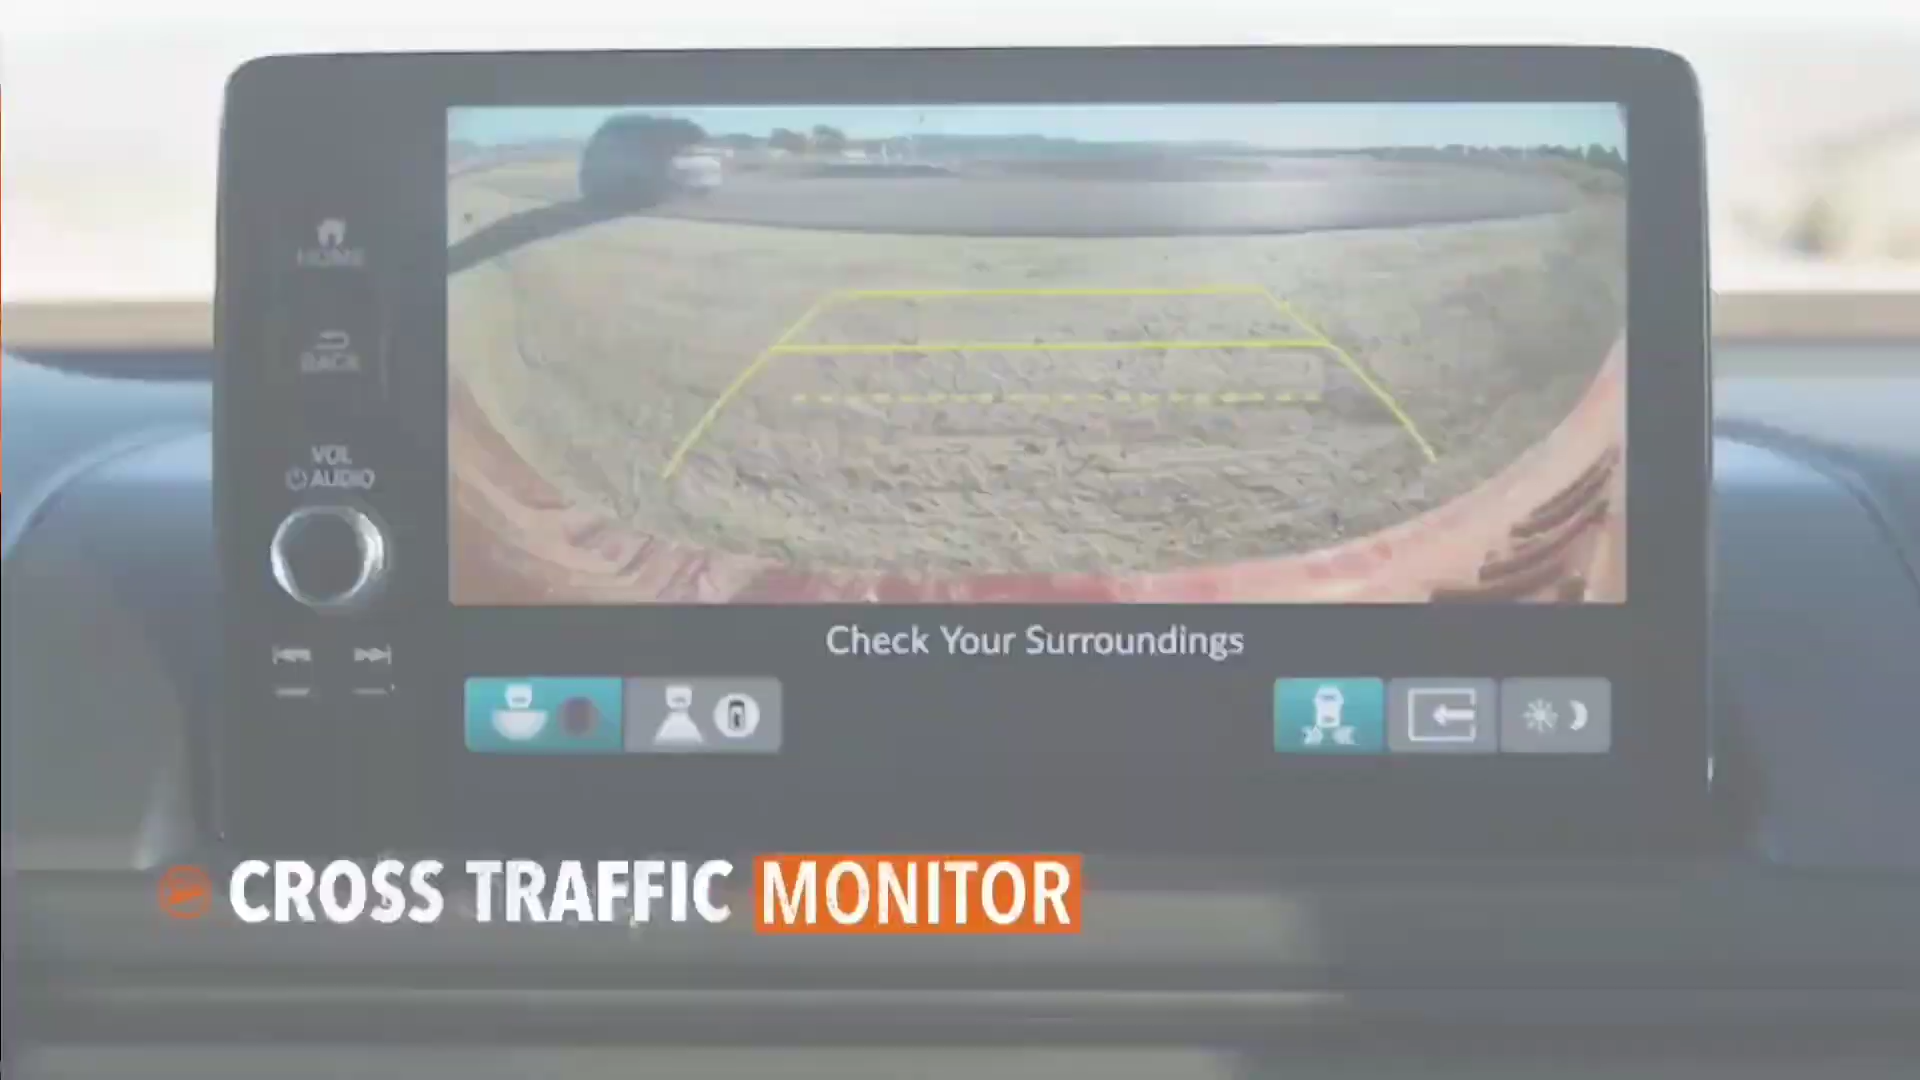 HOME
BACK
VOL
AUDIO
Check Your Surroundings
CROSS TRAFFIC MONITOR